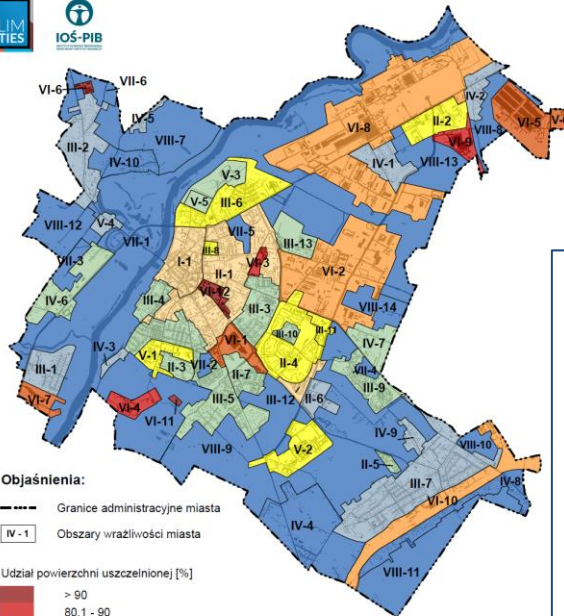 LIM
TIES
IOŚ-PIB
VI-6
VII-6
IV-5
III-2
VIII-7
IV-10
VI-8
IV-2
II-2
VIII-8
VI-5
VI-9
IV-1
VIII-13
V-3
V-5
III-6
VIII-12
V-4
VII-1
VII-5
III-13
VII-3
I-1
III-8
II-1
VI-3
VI-2
IV-6
VI-12
VIII-14
III-4
III-3
III-10
III-11
IV-7
IV-3
V-1
II-3
VII-2
VI-1
II-4
VII-4
III-1
II-7
III-9
VI-7
VI-4
VI-11
III-5
III-12
II-6
VIII-9
V-2
IV-9
VIII-10
II-5
III-7
IV-8
VI-10
IV-4
VIII-11
Objaśnienia:
Granice administracyjne miasta
IV - 1 Obszary wrażliwości miasta
Udział powierzchni uszczelnionej [%]
> 90
80,1 - 90